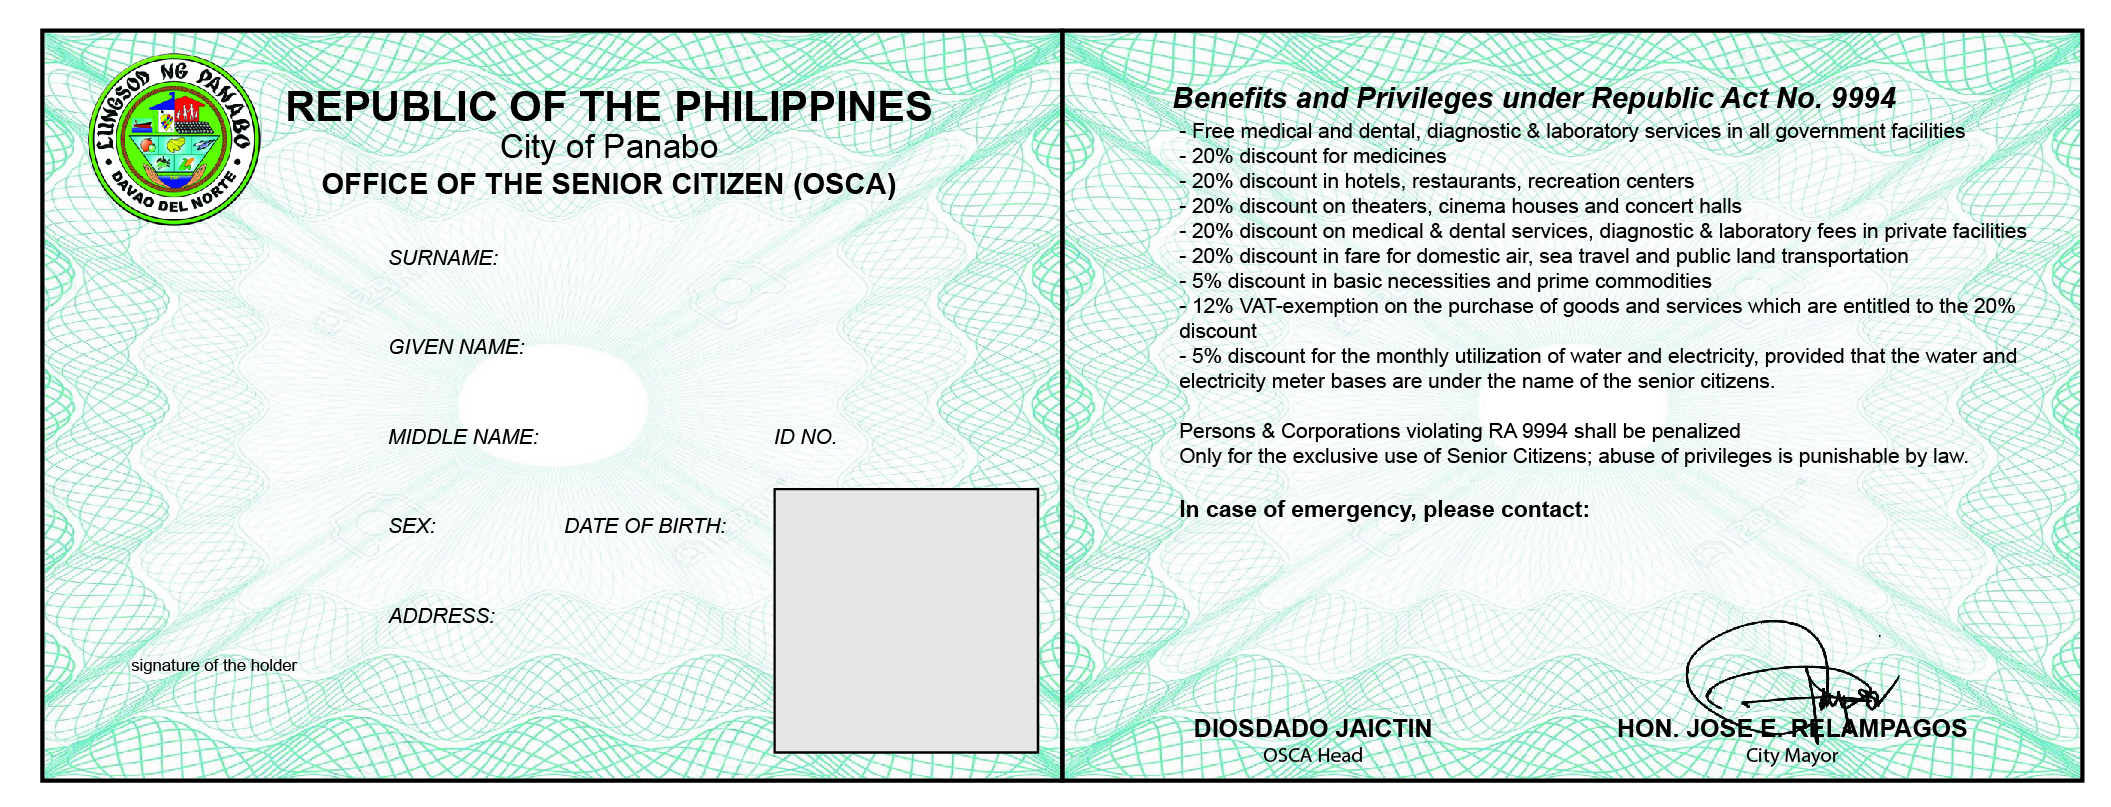 LUNGSOD NG PANABO
DAVAO DEL NORTE
REPUBLIC OF THE PHILIPPINES
City of Panabo
OFFICE OF THE SENIOR CITIZEN (OSCA)
SURNAME:
GIVEN NAME:
MIDDLE NAME:
ID NO.
SEX:
DATE OF BIRTH:
ADDRESS:
signature of the holder
Benefits and Privileges under Republic Act No. 9994
- Free medical and dental, diagnostic & laboratory services in all government facilities
- 20% discount for medicines
- 20% discount in hotels, restaurants, recreation centers
- 20% discount on theaters, cinema houses and concert halls
- 20% discount on medical & dental services, diagnostic & laboratory fees in private facilities
- 20% discount in fare for domestic air, sea travel and public land transportation
- 5% discount in basic necessities and prime commodities
- 12% VAT-exemption on the purchase of goods and services which are entitled to the 20%
discount
- 5% discount for the monthly utilization of water and electricity, provided that the water and
electricity meter bases are under the name of the senior citizens.
Persons & Corporations violating RA 9994 shall be penalized
Only for the exclusive use of Senior Citizens; abuse of privileges is punishable by law.
In case of emergency, please contact:
DIOSDADO JAICTIN
OSCA Head
HON. JOSE E. RELAMPAGOS
City Mayor